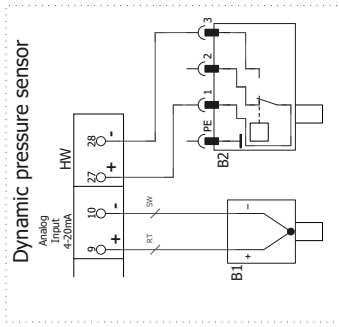 Dynamic pressure sensor
Analog
Input
4-20mA
HW
9
10
27
28
+
-
+
-
RT
SW
PE
1
2
3
B1
+
-
B2